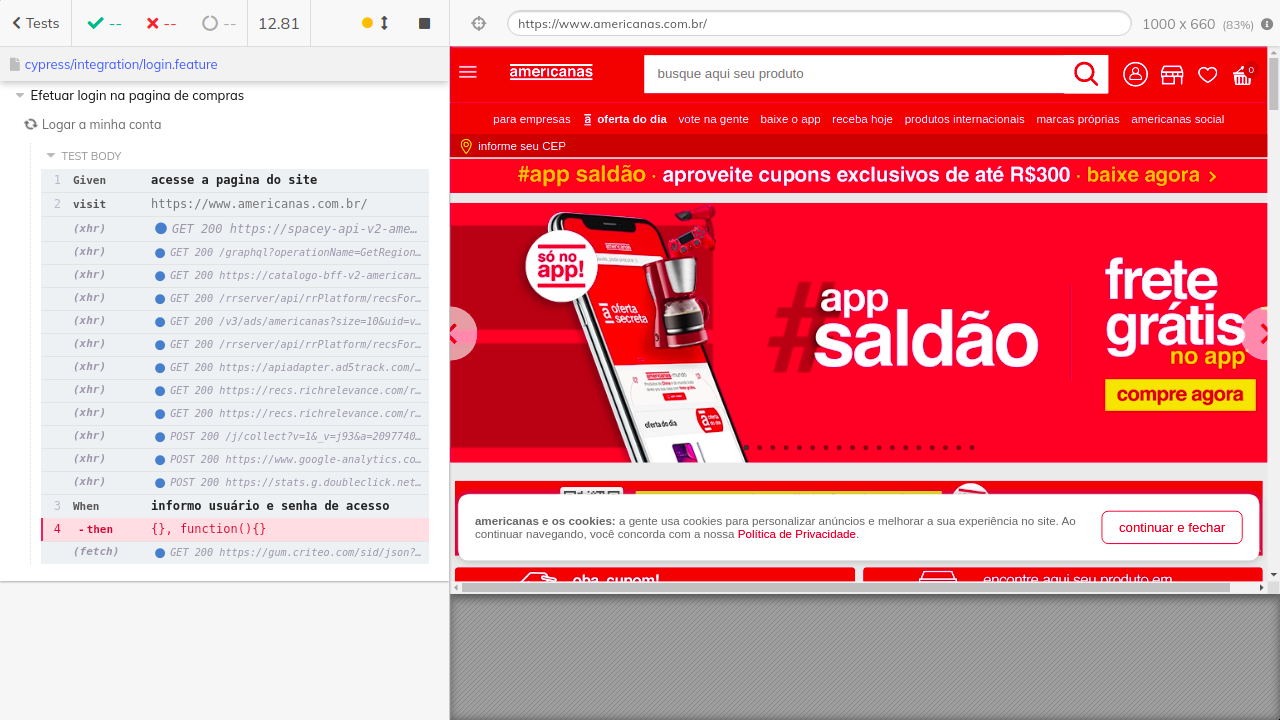 Tests
--
--
--
12.81
https://www.americanas.com.br/
1000 x 660 (83%)
cypress/integration/login.feature
Efetuar login na pagina de compras
Logar a minha conta
TEST BODY
1 Given acesse a pagina do site
2 visit https://www.americanas.com.br/
(xhr) GET 200 https://spacey-api-v2-ame…
(xhr) GET 200 /graphql?operationName=GetRegion…
(xhr) GET 200 https://catalogo-bff-v2-american…
(xhr) GET 200 /rrserver/api/rrPlatform/recsFor…
(xhr) GET 200 /v3/ads/americanas?size=10&uid=v…
(xhr) GET 200 /rrserver/api/rrPlatform/recsFor…
(xhr) GET 200 https://apiadapter.ad5track.com/…
(xhr) GET 200 https://recs.richrelevance.com/r…
(xhr) GET 200 https://recs.richrelevance.com/r…
(xhr) POST 200 /j/collect?v=1&_v=j93&a=2097740…
(xhr) POST 200 https://www.google-analytics.co…
(xhr) POST 200 https://stats.g.doubleclick.net…
3 When informo usuário e senha de acesso
4 - then {}, function(){}
(fetch) GET 200 https://gum.criteo.com/sid/json?…
americanas
busque aqui seu produto
0
para empresas oferta do dia vote na gente baixe o app receba hoje produtos internacionais marcas próprias americanas social
informe seu CEP
#app saldão · aproveite cupons exclusivos de até R$300 · baixe agora
só no
app!
a oferta
secreta
oferta do dia
#app
saldão
frete
grátis
no app
compre agora
americanas e os cookies: a gente usa cookies para personalizar anúncios e melhorar a sua experiência no site. Ao
continuar navegando, você concorda com a nossa Política de Privacidade.
continuar e fechar
oba, cupom!
encontre aqui seu produto em